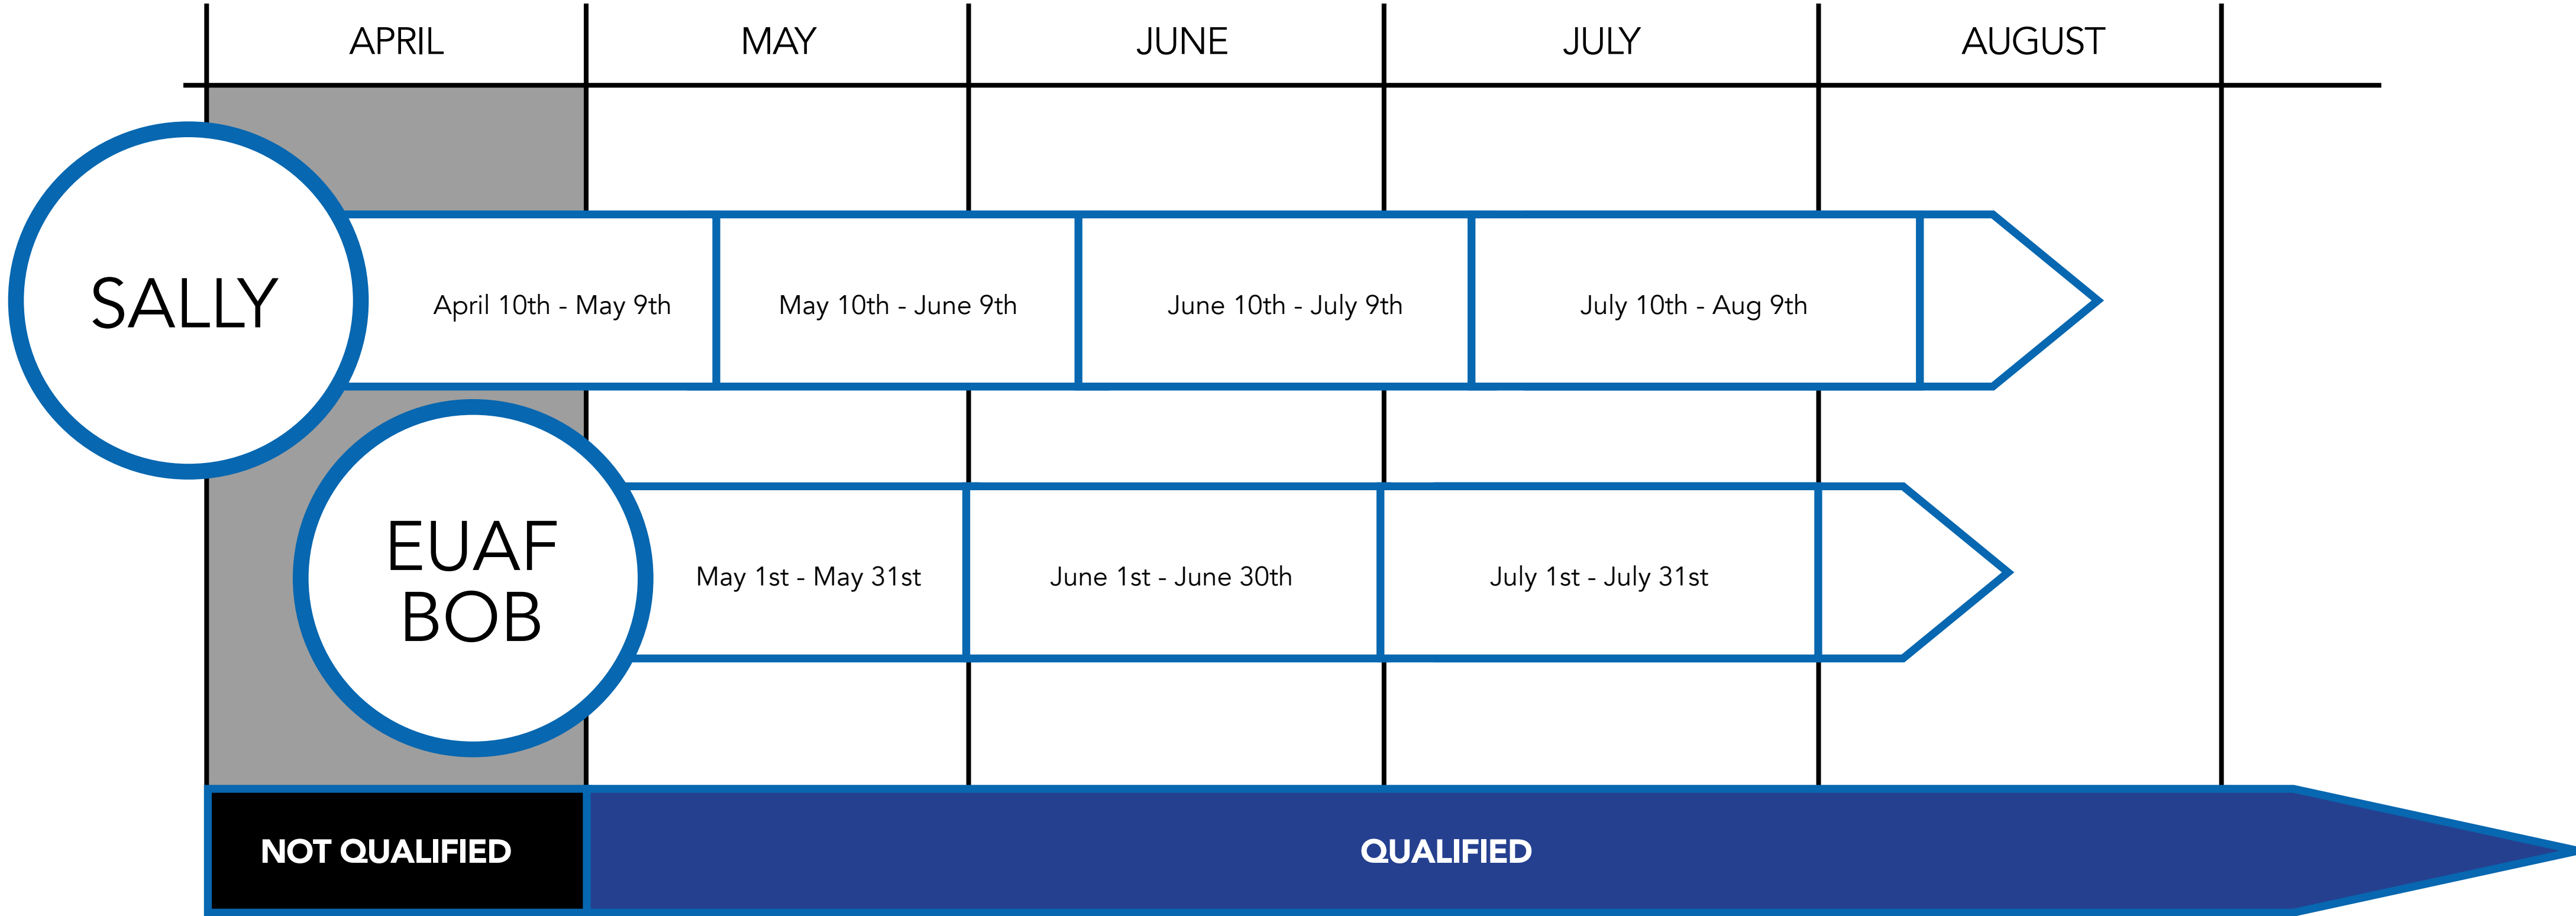 APRIL
MAY
JUNE
JULY
AUGUST
SALLY
April 10th - May 9th
May 10th - June 9th
June 10th - July 9th
July 10th - Aug 9th
EUAF
BOB
May 1st - May 31st
June 1st - June 30th
July 1st - July 31st
NOT QUALIFIED
QUALIFIED